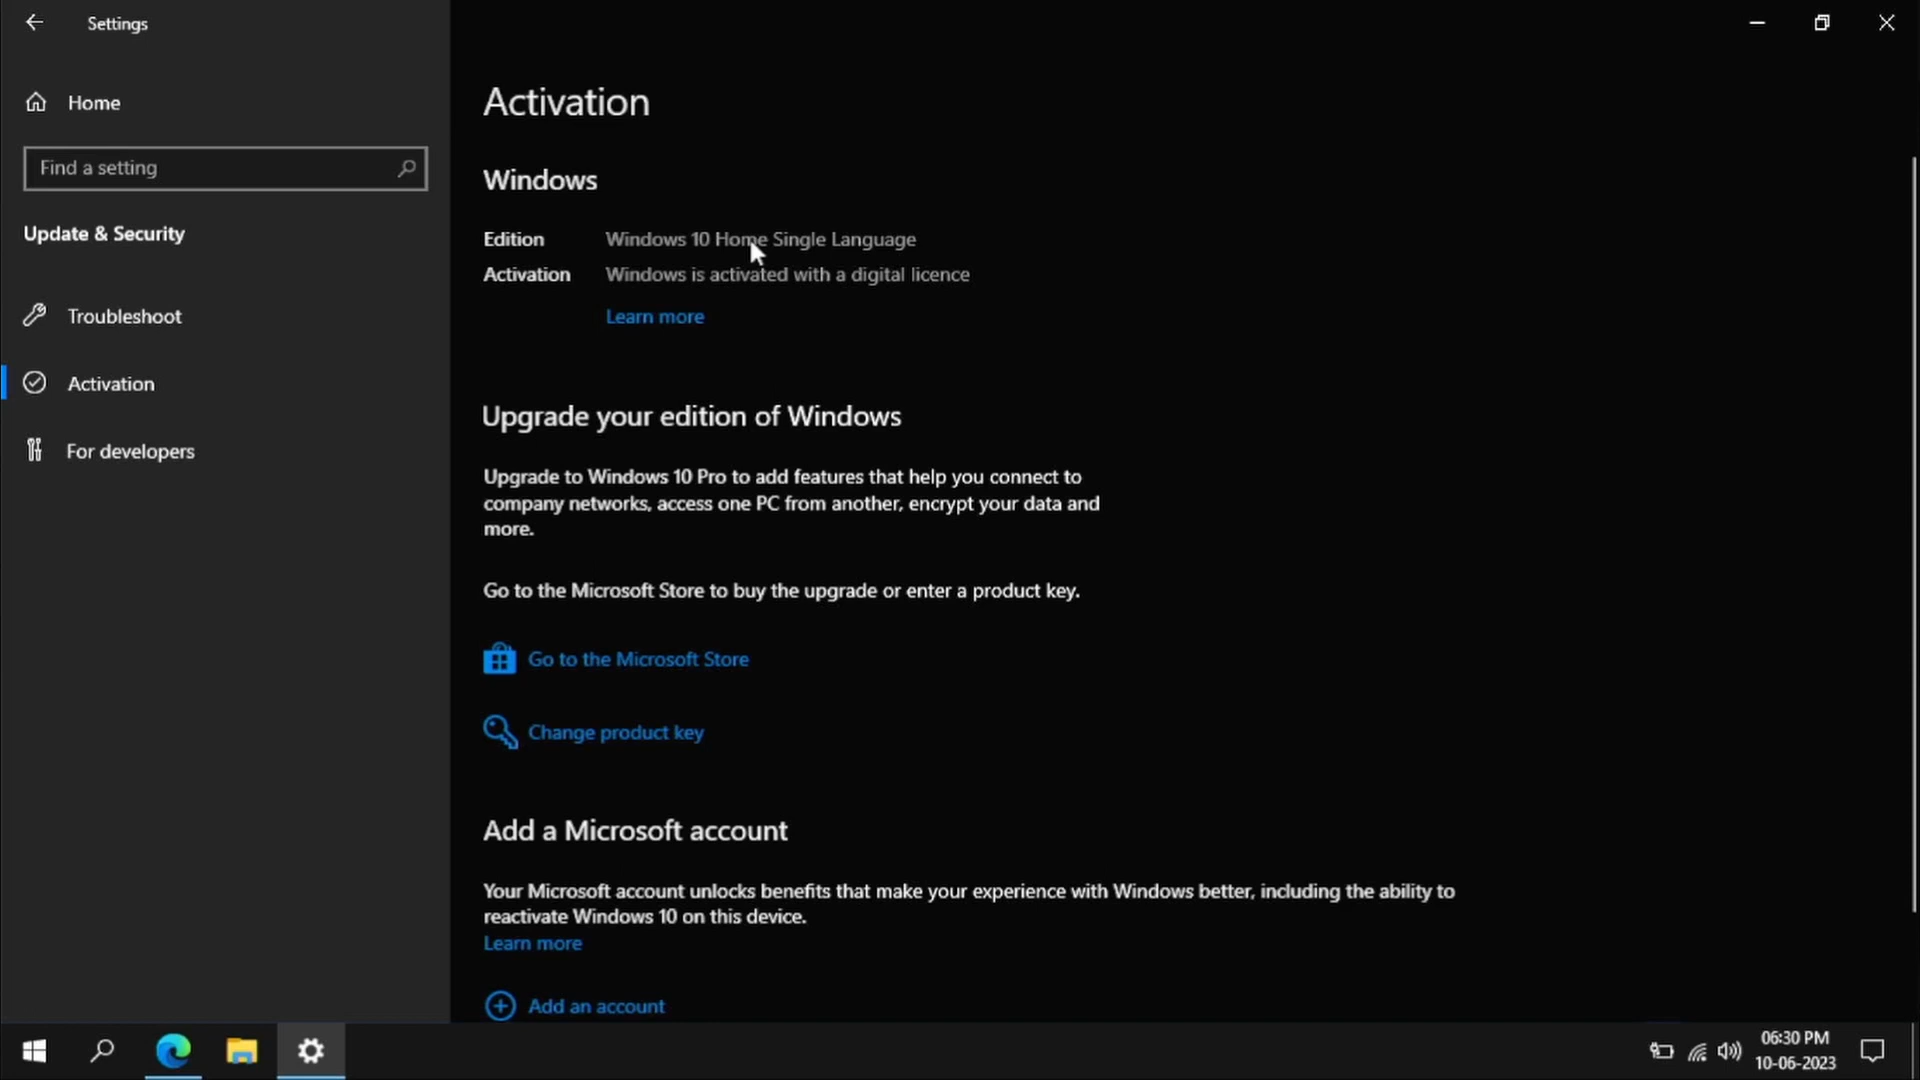 Settings
Home
Find a setting
Update & Security
Troubleshoot
Activation
For developers
Activation
Windows
Edition Windows 10 Home Single Language
Activation Windows is activated with a digital licence
Learn more
Upgrade your edition of Windows
Upgrade to Windows 10 Pro to add features that help you connect to
company networks, access one PC from another, encrypt your data and
more.
Go to the Microsoft Store to buy the upgrade or enter a product key.
Go to the Microsoft Store
Change product key
Add a Microsoft account
Your Microsoft account unlocks benefits that make your experience with Windows better, including the ability to
reactivate Windows 10 on this device.
Learn more
Add an account
06:30 PM
10-06-2023